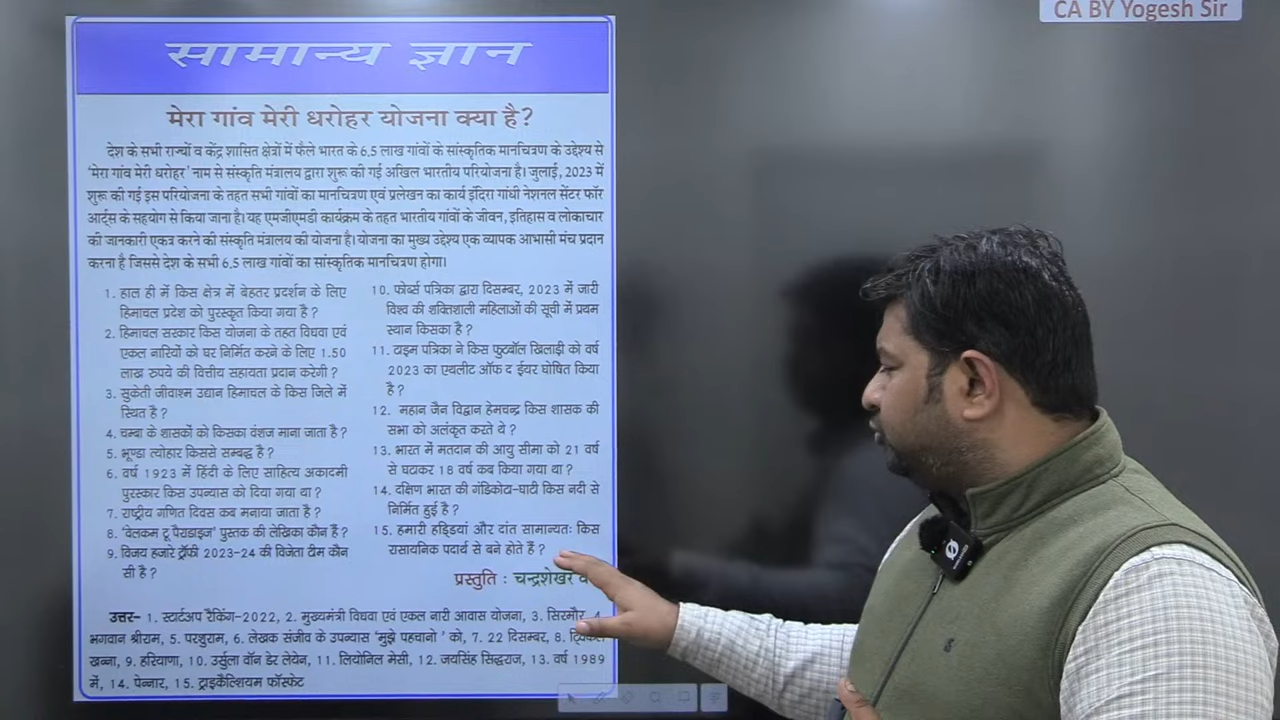 CA BY Yogesh Sir
सामान्य ज्ञान
मेरा गांव मेरी धरोहर योजना क्या है?
देश के सभी राज्यों व केंद्र शासित क्षेत्रों में फैले भारत के 6.5 लाख गांवों के सांस्कृतिक मानचित्रण के उद्देश्य से
'मेरा गांव मेरी धरोहर' नाम से संस्कृति मंत्रालय द्वारा शुरू की गई अखिल भारतीय परियोजना है। जुलाई, 2023 में
शुरू की गई इस परियोजना के तहत सभी गांवों का मानचित्रण एवं प्रलेखन का कार्य इंदिरा गांधी नेशनल सेंटर फॉर
आर्ट्स के सहयोग से किया जाना है। यह एमजीएमडी कार्यक्रम के तहत भारतीय गांवों के जीवन, इतिहास व लोकाचार
की जानकारी एकत्र करने की संस्कृति मंत्रालय की योजना है। योजना का मुख्य उद्देश्य एक व्यापक आभासी मंच प्रदान
करना है जिससे देश के सभी 6.5 लाख गांवों का सांस्कृतिक मानचित्रण होगा।
1. हाल ही में किस क्षेत्र में बेहतर प्रदर्शन के लिए
हिमाचल प्रदेश को पुरस्कृत किया गया है ?
2. हिमाचल सरकार किस योजना के तहत विधवा एवं
एकल नारियों को घर निर्मित करने के लिए 1.50
लाख रुपये की वित्तीय सहायता प्रदान करेगी ?
3. सुकेती जीवाश्म उद्यान हिमाचल के किस जिले में
स्थित है ?
4. चम्बा के शासकों को किसका वंशज माना जाता है ?
5. भूण्डा त्योहार किससे सम्बद्ध है ?
6. वर्ष 1923 में हिंदी के लिए साहित्य अकादमी
पुरस्कार किस उपन्यास को दिया गया था ?
7. राष्ट्रीय गणित दिवस कब मनाया जाता है ?
8. 'वेलकम टू पैराडाइज' पुस्तक की लेखिका कौन हैं ?
9. विजय हजारे ट्रॉफी 2023-24 की विजेता टीम कौन
सी है ?
10. फोर्ब्स पत्रिका द्वारा दिसम्बर, 2023 में जारी
विश्व की शक्तिशाली महिलाओं की सूची में प्रथम
स्थान किसका है ?
11. टाइम पत्रिका ने किस फुटबॉल खिलाड़ी को वर्ष
2023 का एथलीट ऑफ द ईयर घोषित किया
है ?
12. महान जैन विद्वान हेमचन्द्र किस शासक की
सभा को अलंकृत करते थे ?
13. भारत में मतदान की आयु सीमा को 21 वर्ष
से घटाकर 18 वर्ष कब किया गया था ?
14. दक्षिण भारत की गंडिकोटा-घाटी किस नदी से
निर्मित हुई है ?
15. हमारी हड्डियां और दांत सामान्यतः किस
रासायनिक पदार्थ से बने होते हैं ?
प्रस्तुति : चन्द्रशेखर
उत्तर- 1. स्टार्टअप रैंकिंग-2022, 2. मुख्यमंत्री विधवा एवं एकल नारी आवास योजना, 3. सिरमौर, 4.
भगवान श्रीराम, 5. परशुराम, 6. लेखक संजीव के उपन्यास 'मुझे पहचानो' को, 7. 22 दिसम्बर, 8. ट्विंकल
खन्ना, 9. हरियाणा, 10. उर्सुला वॉन डेर लेयेन, 11. लियोनिल मेसी, 12. जयसिंह सिद्धराज, 13. वर्ष 1989
में, 14. पेन्नार, 15. ट्राइकैल्शियम फॉस्फेट